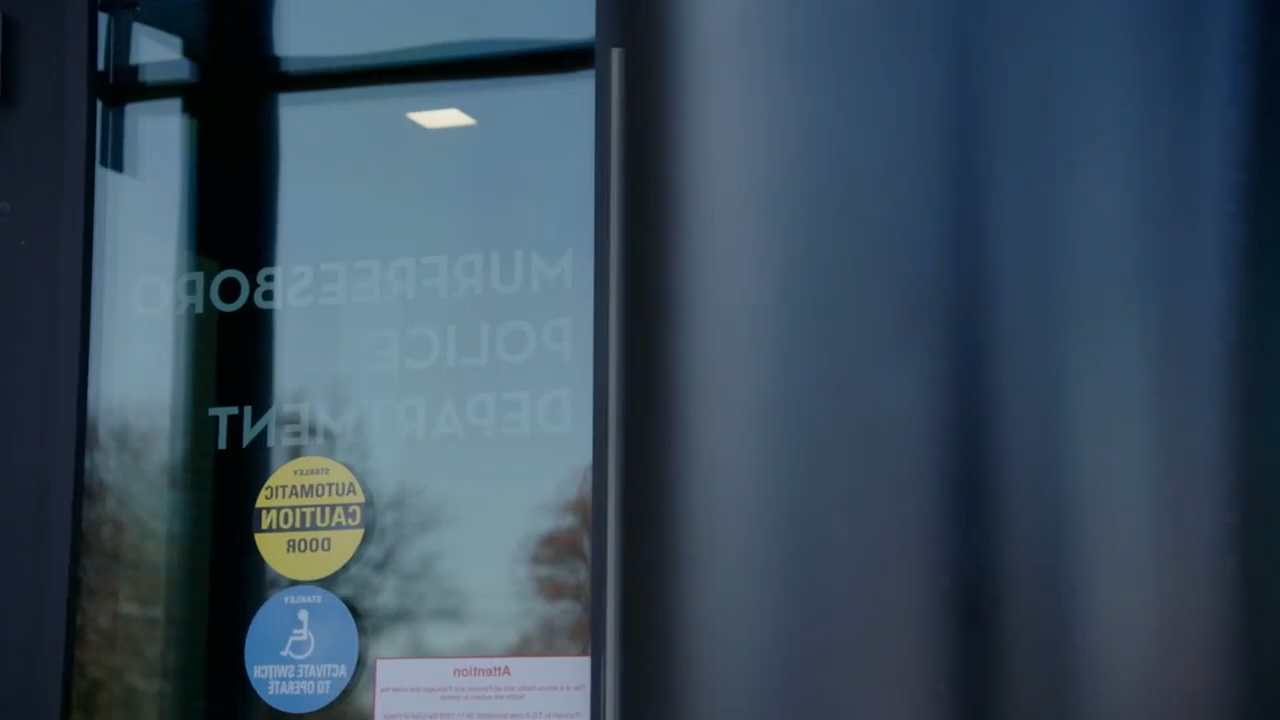 MURFREESBORO
POLICE
DEPARTMENT
STANLEY
AUTOMATIC
CAUTION
DOOR
STANLEY
ACTIVATE SWITCH
TO OPERATE
Attention